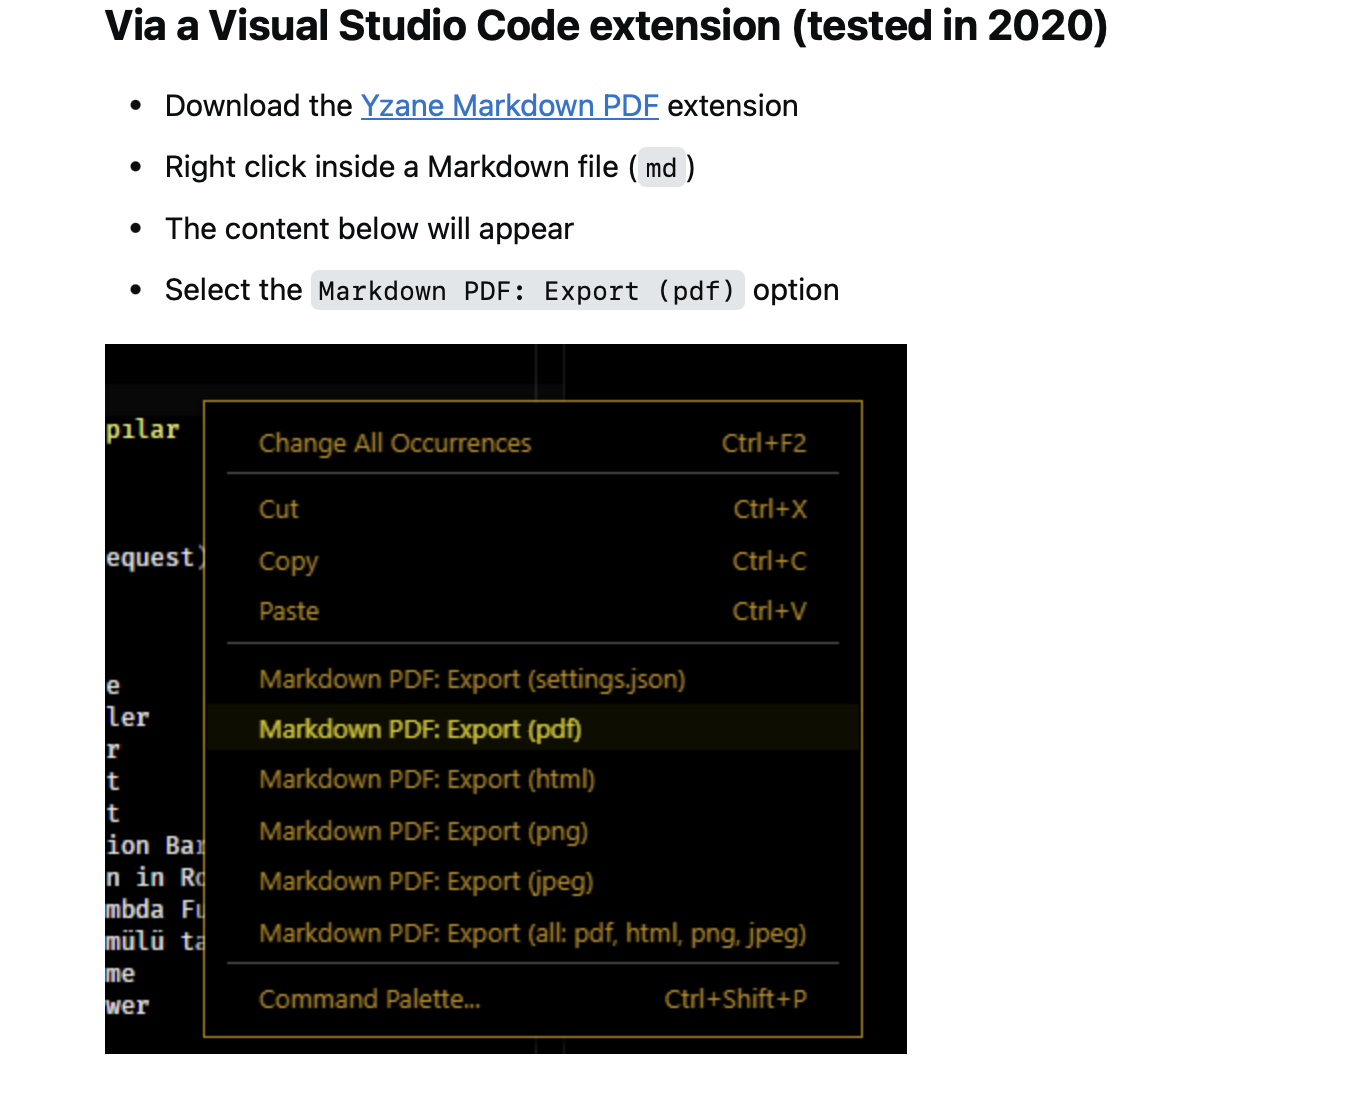 Via a Visual Studio Code extension (tested in 2020)
Download the Yzane Markdown PDF extension
Right click inside a Markdown file (md)
The content below will appear
Select the Markdown PDF: Export (pdf) option
pılar
equest)
e
ler
r
t
t
ion Bar
n in Ro
mbda Fu
mülü ta
me
wer
Change All Occurrences Ctrl+F2
Cut Ctrl+X
Copy Ctrl+C
Paste Ctrl+V
Markdown PDF: Export (settings.json)
Markdown PDF: Export (pdf)
Markdown PDF: Export (html)
Markdown PDF: Export (png)
Markdown PDF: Export (jpeg)
Markdown PDF: Export (all: pdf, html, png, jpeg)
Command Palette... Ctrl+Shift+P